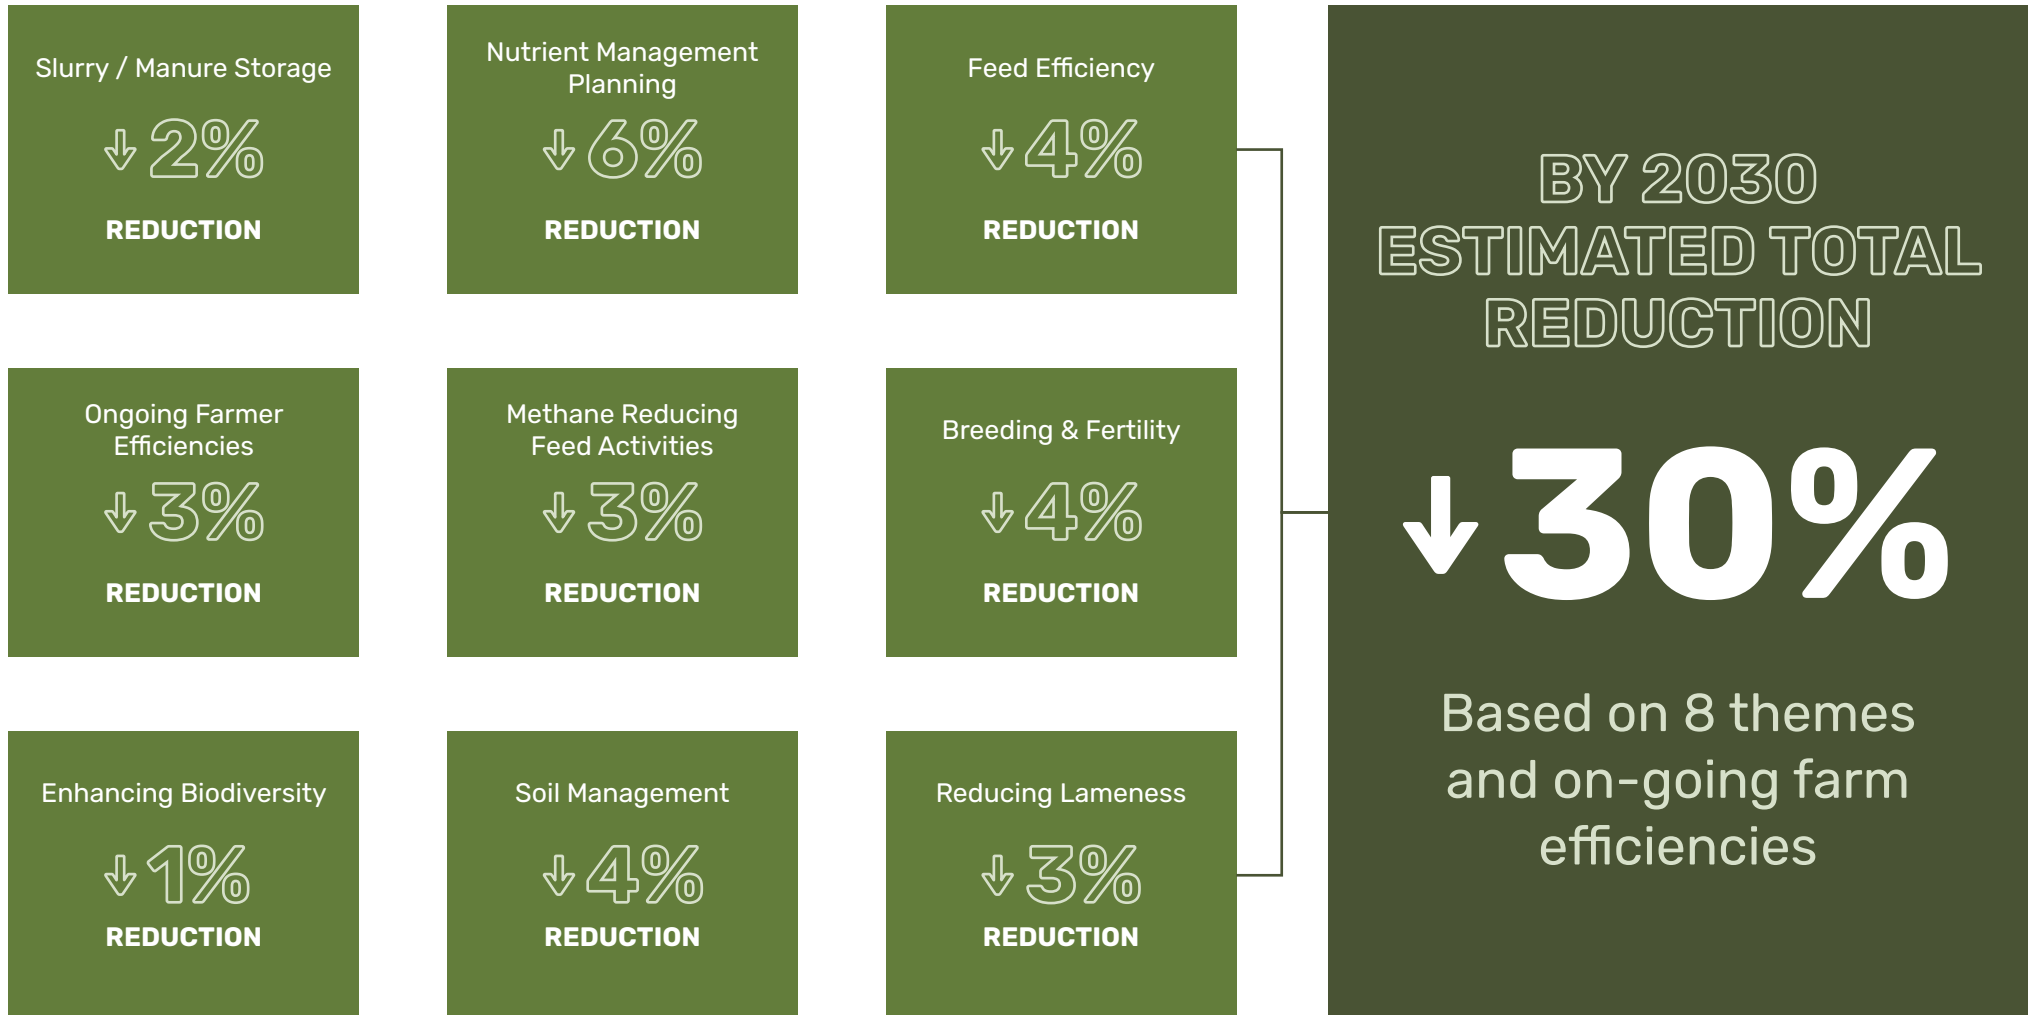 Slurry / Manure Storage
↓2%
REDUCTION
Nutrient Management
Planning
↓6%
REDUCTION
Feed Efficiency
↓4%
REDUCTION
Ongoing Farmer
Efficiencies
↓3%
REDUCTION
Methane Reducing
Feed Activities
↓3%
REDUCTION
Breeding & Fertility
↓4%
REDUCTION
Enhancing Biodiversity
↓1%
REDUCTION
Soil Management
↓4%
REDUCTION
Reducing Lameness
↓3%
REDUCTION
BY 2030
ESTIMATED TOTAL
REDUCTION
↓30%
Based on 8 themes
and on-going farm
efficiencies